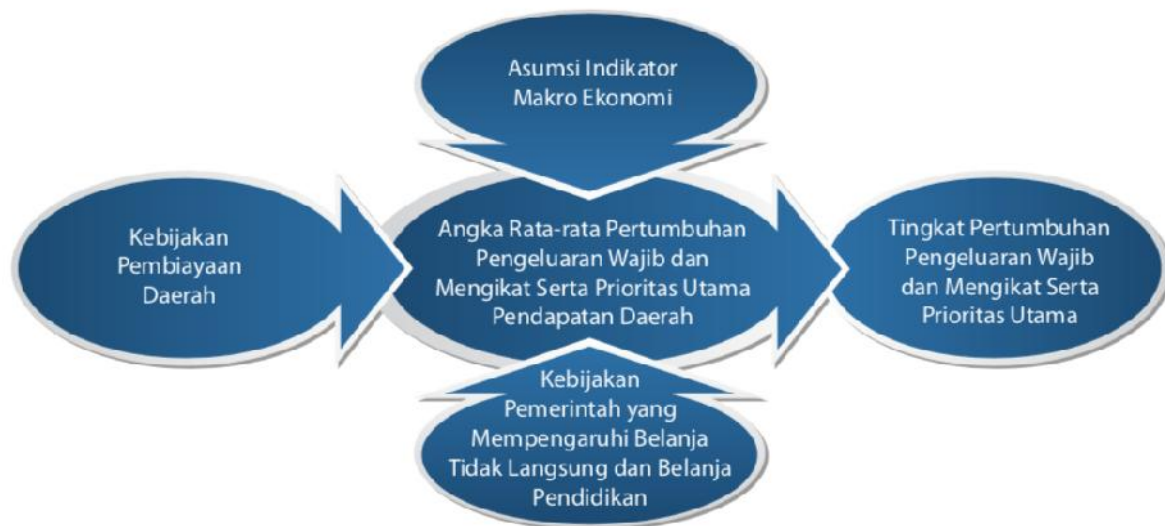 Asumsi Indikator
Makro Ekonomi
Kebijakan
Pembiayaan
Daerah
Angka Rata-rata Pertumbuhan
Pengeluaran Wajib dan
Mengikat Serta Prioritas Utama
Pendapatan Daerah
Tingkat Pertumbuhan
Pengeluaran Wajib
dan Mengikat Serta
Prioritas Utama
Kebijakan
Pemerintah yang
Mempengaruhi Belanja
Tidak Langsung dan Belanja
Pendidikan